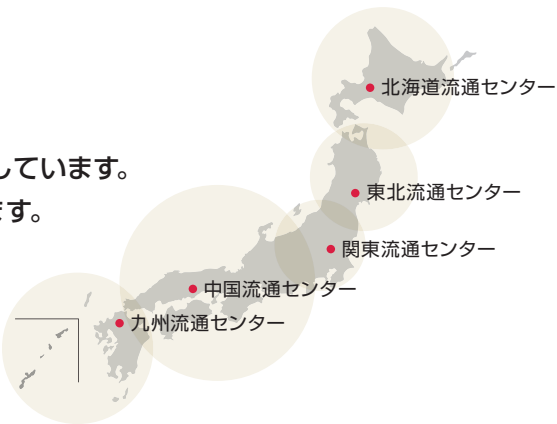 北海道流通センター
しています。
東北流通センター
ます。
関東流通センター
中国流通センター
九州流通センター